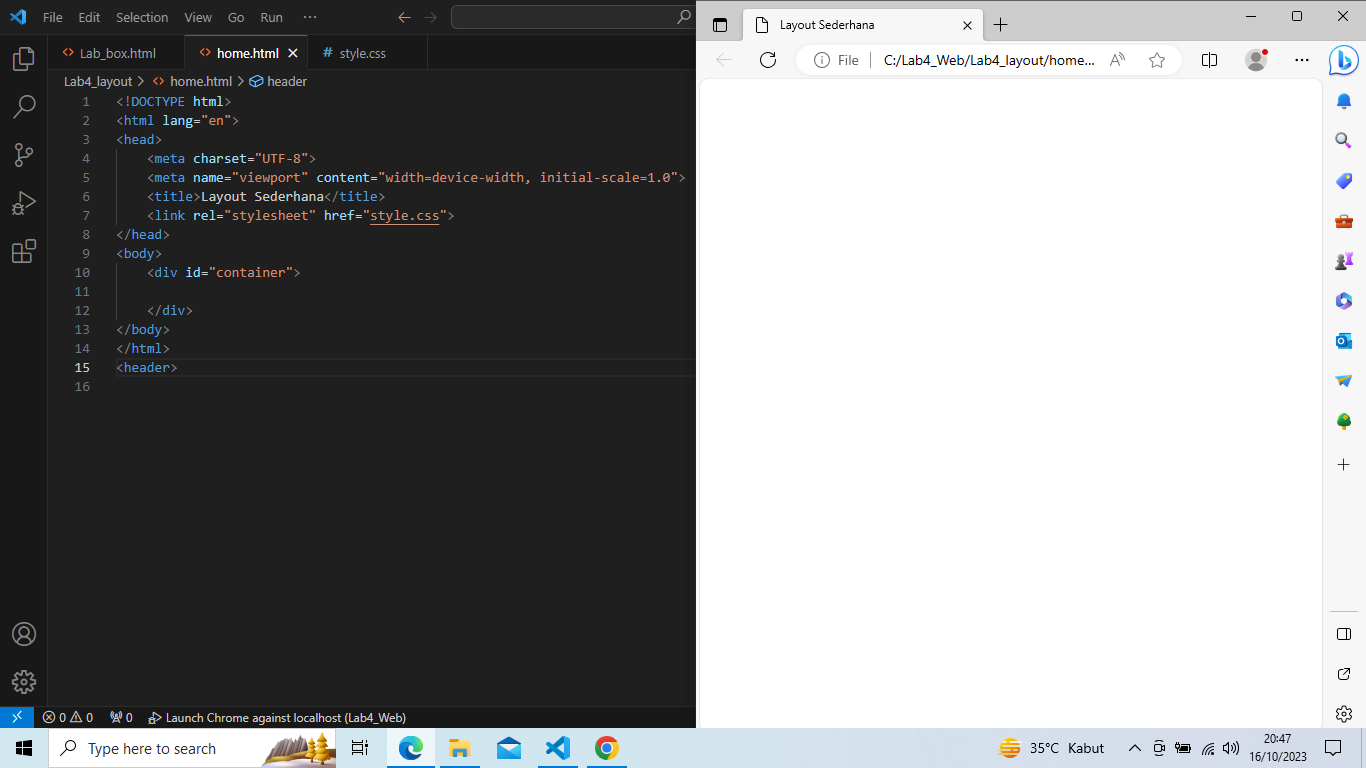 File Edit Selection View Go Run ···
Lab_box.html home.html style.css
Lab4_layout > home.html > header
1 <!DOCTYPE html>
2 <html lang="en">
3 <head>
4 <meta charset="UTF-8">
5 <meta name="viewport" content="width=device-width, initial-scale=1.0">
6 <title>Layout Sederhana</title>
7 <link rel="stylesheet" href="style.css">
8 </head>
9 <body>
10 <div id="container">
11
12 </div>
13 </body>
14 </html>
15 <header>
16
0 0 0 Launch Chrome against localhost (Lab4_Web)
Layout Sederhana
File | C:/Lab4_Web/Lab4_layout/home...
Type here to search
35°C Kabut
20:47
16/10/2023